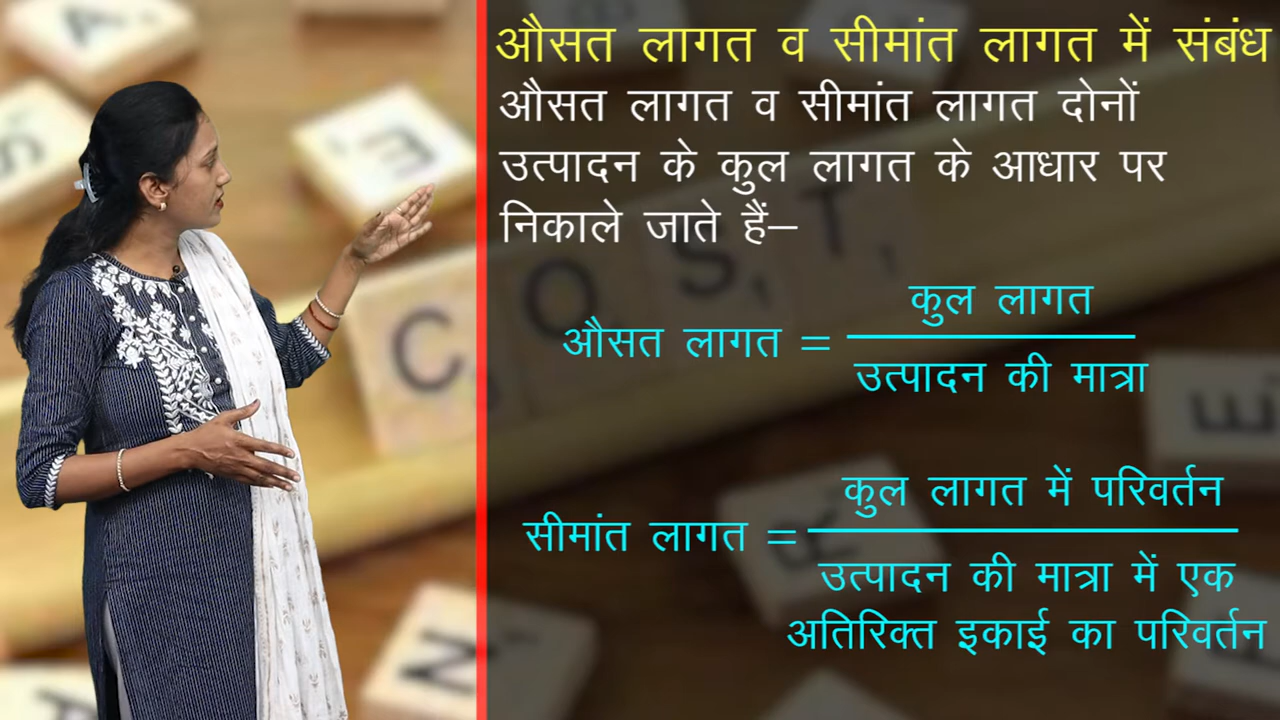 औसत लागत व सीमांत लागत में संबंध
औसत लागत व सीमांत लागत दोनों
उत्पादन के कुल लागत के आधार पर
निकाले जाते हैं—
औसत लागत = कुल लागत
उत्पादन की मात्रा
सीमांत लागत = कुल लागत में परिवर्तन
उत्पादन की मात्रा में एक
अतिरिक्त इकाई का परिवर्तन
C O S T